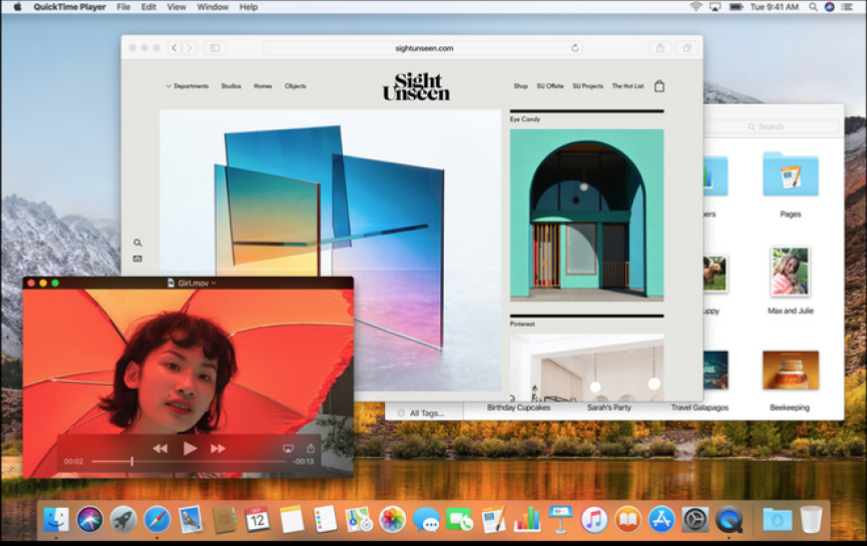 QuickTime Player File Edit View Window Help Tue 9:41 AM
sightunseen.com
Departments Studios Homes Objects
Sight
Unseen
Shop SU Offsite SU Projects The Hot List
Search
Eye Candy
Pages
Girl.mov
Max and Julie
Pinterest
00:02 -00:13
All Tags...
Birthday Cupcakes Sarah's Party Travel Galapagos Beekeeping
12